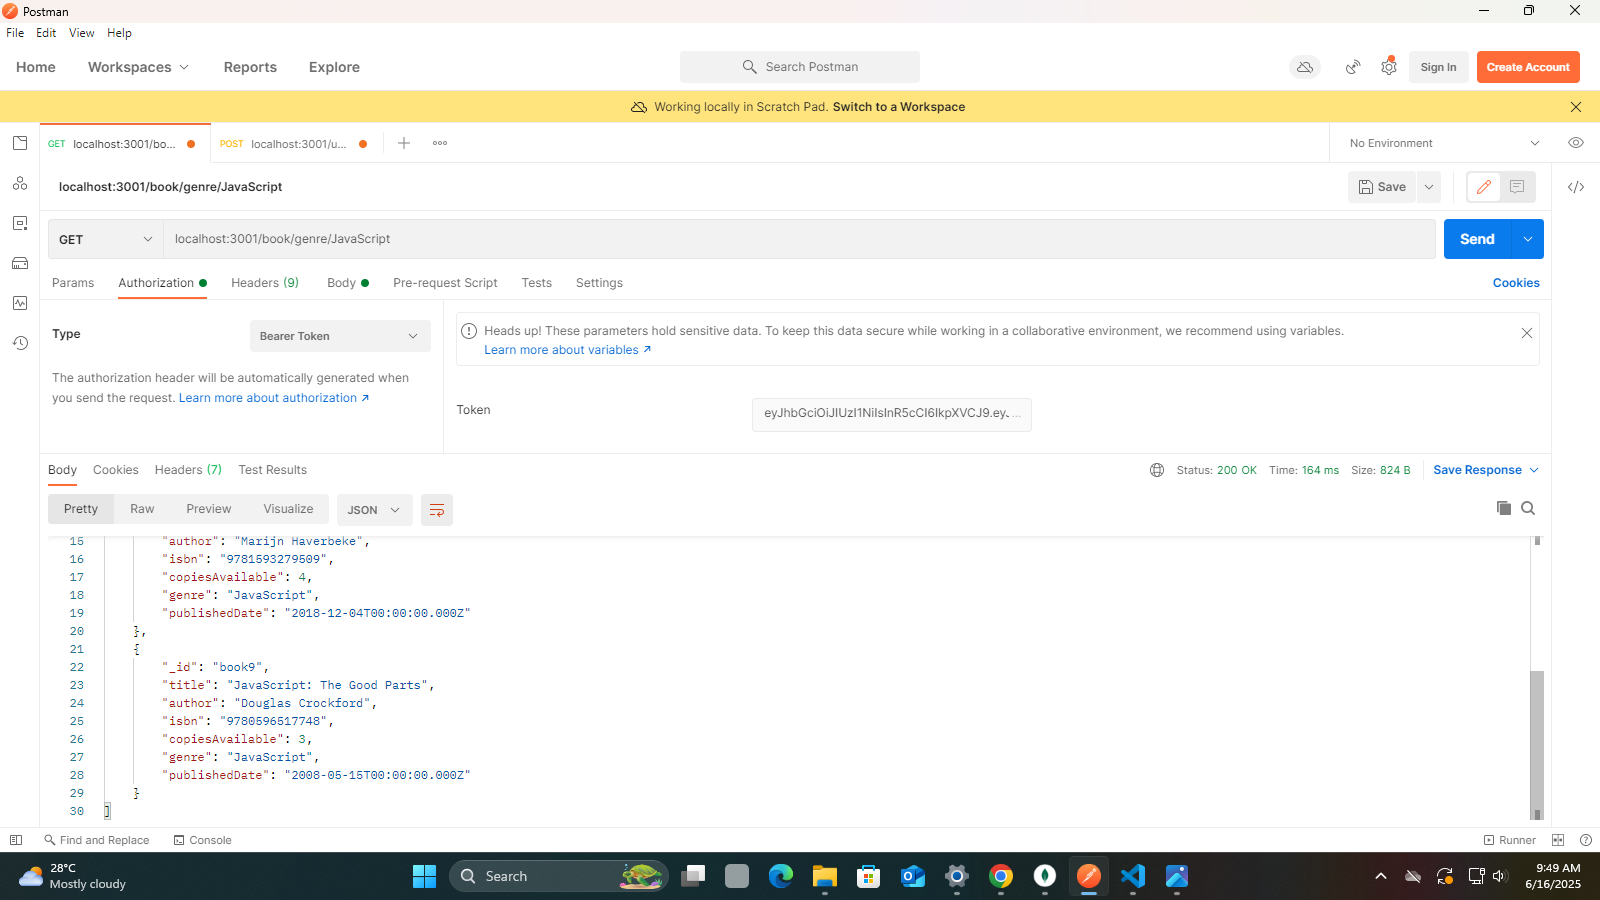 Postman
File Edit View Help
Home Workspaces Reports Explore Search Postman Sign In Create Account
Working locally in Scratch Pad. Switch to a Workspace
GET localhost:3001/bo... POST localhost:3001/u... No Environment
localhost:3001/book/genre/JavaScript Save
GET localhost:3001/book/genre/JavaScript Send
Params Authorization Headers (9) Body Pre-request Script Tests Settings Cookies
Type Bearer Token
Heads up! These parameters hold sensitive data. To keep this data secure while working in a collaborative environment, we recommend using variables.
Learn more about variables ↗
The authorization header will be automatically generated when
you send the request. Learn more about authorization ↗
Token eyJhbGciOiJIUzI1NiIsInR5cCI6IkpXVCJ9.eyJ...
Body Cookies Headers (7) Test Results Status: 200 OK Time: 164 ms Size: 824 B Save Response
Pretty Raw Preview Visualize JSON
15 "author": "Marijn Haverbeke",
16 "isbn": "9781593279509",
17 "copiesAvailable": 4,
18 "genre": "JavaScript",
19 "publishedDate": "2018-12-04T00:00:00.000Z"
20 },
21 {
22 "_id": "book9",
23 "title": "JavaScript: The Good Parts",
24 "author": "Douglas Crockford",
25 "isbn": "9780596517748",
26 "copiesAvailable": 3,
27 "genre": "JavaScript",
28 "publishedDate": "2008-05-15T00:00:00.000Z"
29 }
30 ]
Find and Replace Console Runner
28°C
Mostly cloudy
Search
9:49 AM
6/16/2025